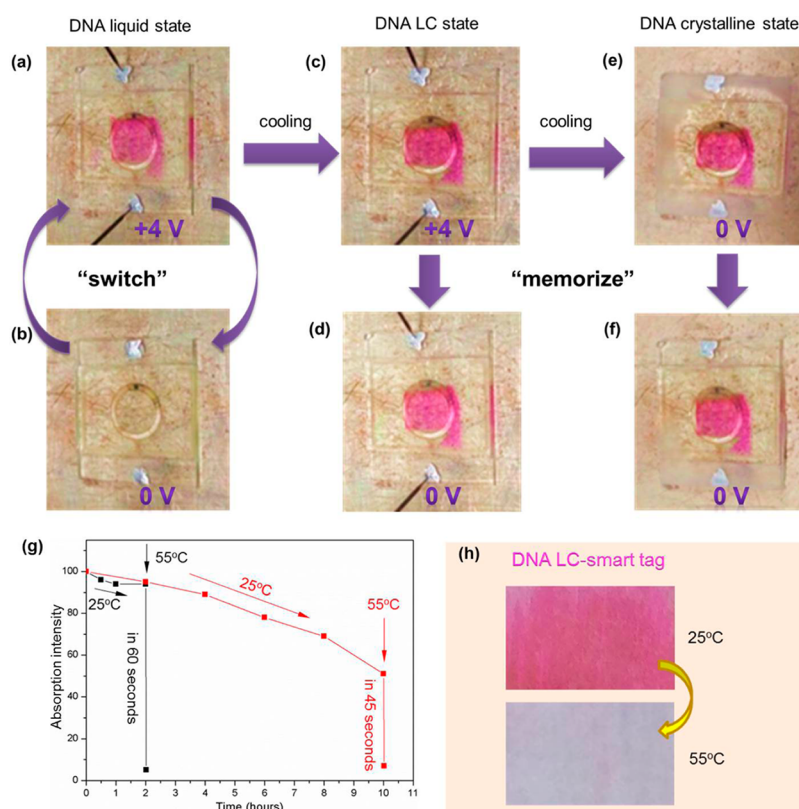 DNA liquid state
DNA LC state
DNA crystalline state
(a)
(c)
(e)
cooling
cooling
+4 V
+4 V
0 V
“switch”
“memorize”
(b)
(d)
(f)
0 V
0 V
0 V
(g)
(h)
DNA LC-smart tag
55°C
25°C
25°C
55°C
in 60 seconds
in 45 seconds
25°C
55°C
100
80
60
40
20
0
Absorption intensity
0 1 2 3 4 5 6 7 8 9 10 11
Time (hours)